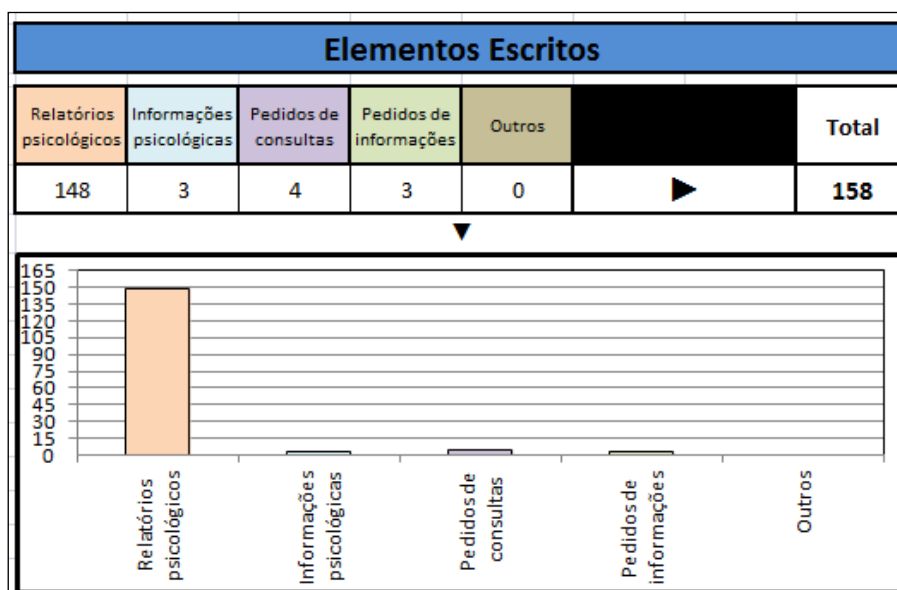 Elementos Escritos
Relatórios psicológicos
Informações psicológicas
Pedidos de consultas
Pedidos de informações
Outros
Total
148
3
4
3
0
158
165
150
135
120
105
90
75
60
45
30
15
0
Relatórios
psicológicos
Informações
psicológicas
Pedidos de
consultas
Pedidos de
informações
Outros